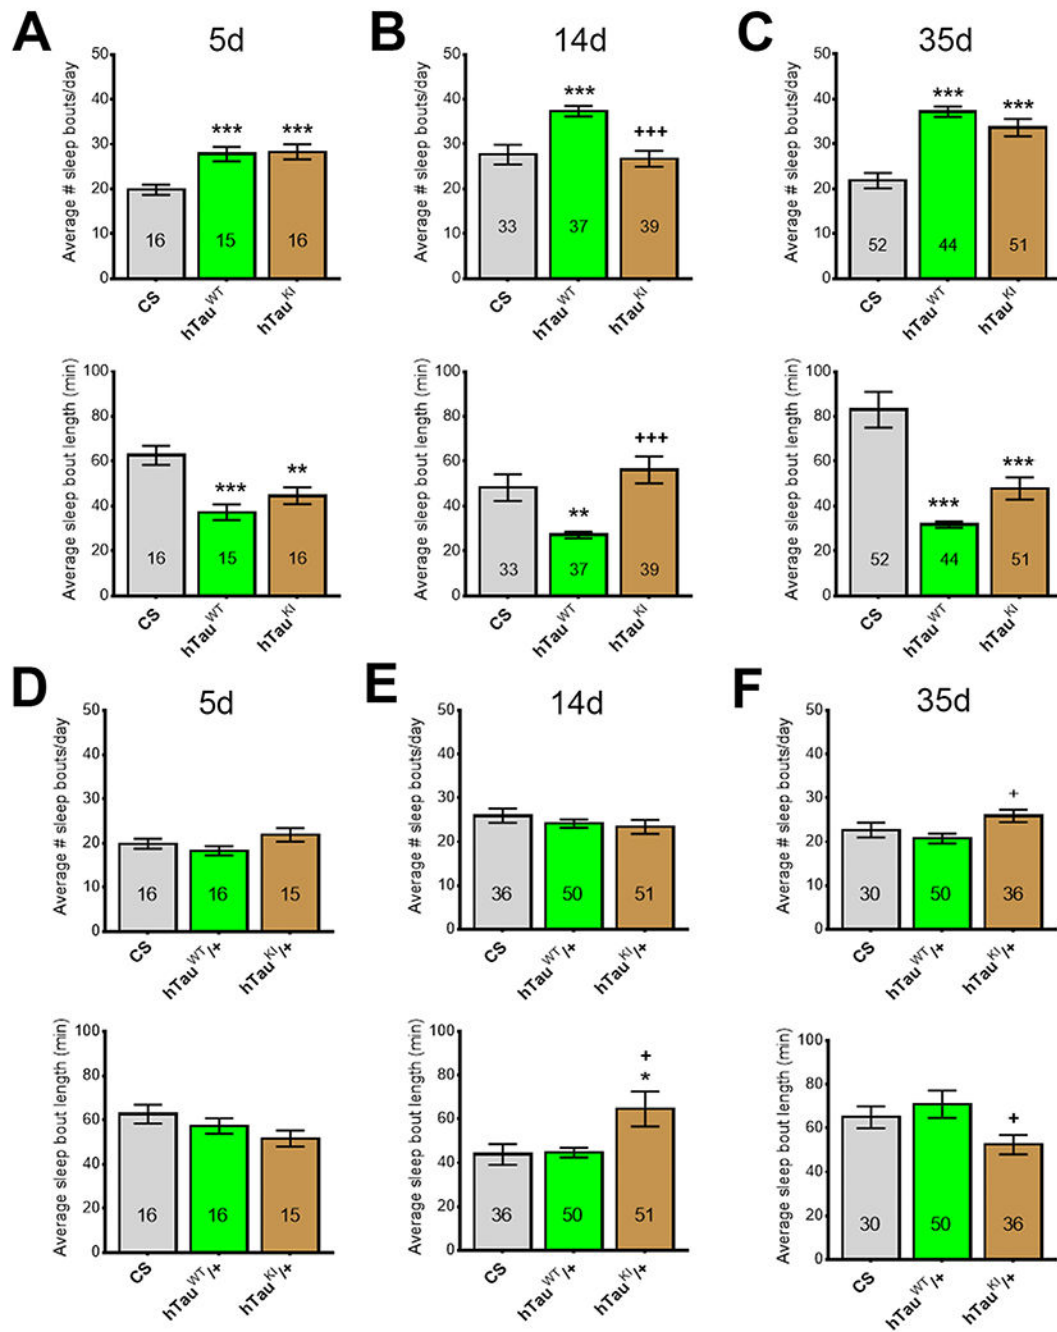 A
5d
Average # sleep bouts/day
50
40
30
20
10
0
***
***
16
15
16
CS
hTau^WT
hTau^KI
B
14d
Average # sleep bouts/day
50
40
30
20
10
0
***
+++
33
37
39
CS
hTau^WT
hTau^KI
C
35d
Average # sleep bouts/day
50
40
30
20
10
0
***
***
52
44
51
CS
hTau^WT
hTau^KI
Average sleep bout length (min)
100
80
60
40
20
0
***
**
16
15
16
CS
hTau^WT
hTau^KI
Average sleep bout length (min)
100
80
60
40
20
0
**
+++
33
37
39
CS
hTau^WT
hTau^KI
Average sleep bout length (min)
100
80
60
40
20
0
***
***
52
44
51
CS
hTau^WT
hTau^KI
D
5d
Average # sleep bouts/day
50
40
30
20
10
0
16
16
15
CS
hTau^WT/+
hTau^KI/+
E
14d
Average # sleep bouts/day
50
40
30
20
10
0
36
50
51
CS
hTau^WT/+
hTau^KI/+
F
35d
Average # sleep bouts/day
50
40
30
20
10
0
+
30
50
36
CS
hTau^WT/+
hTau^KI/+
Average sleep bout length (min)
100
80
60
40
20
0
16
16
15
CS
hTau^WT/+
hTau^KI/+
Average sleep bout length (min)
100
80
60
40
20
0
+
*
36
50
51
CS
hTau^WT/+
hTau^KI/+
Average sleep bout length (min)
100
80
60
40
20
0
+
30
50
36
CS
hTau^WT/+
hTau^KI/+